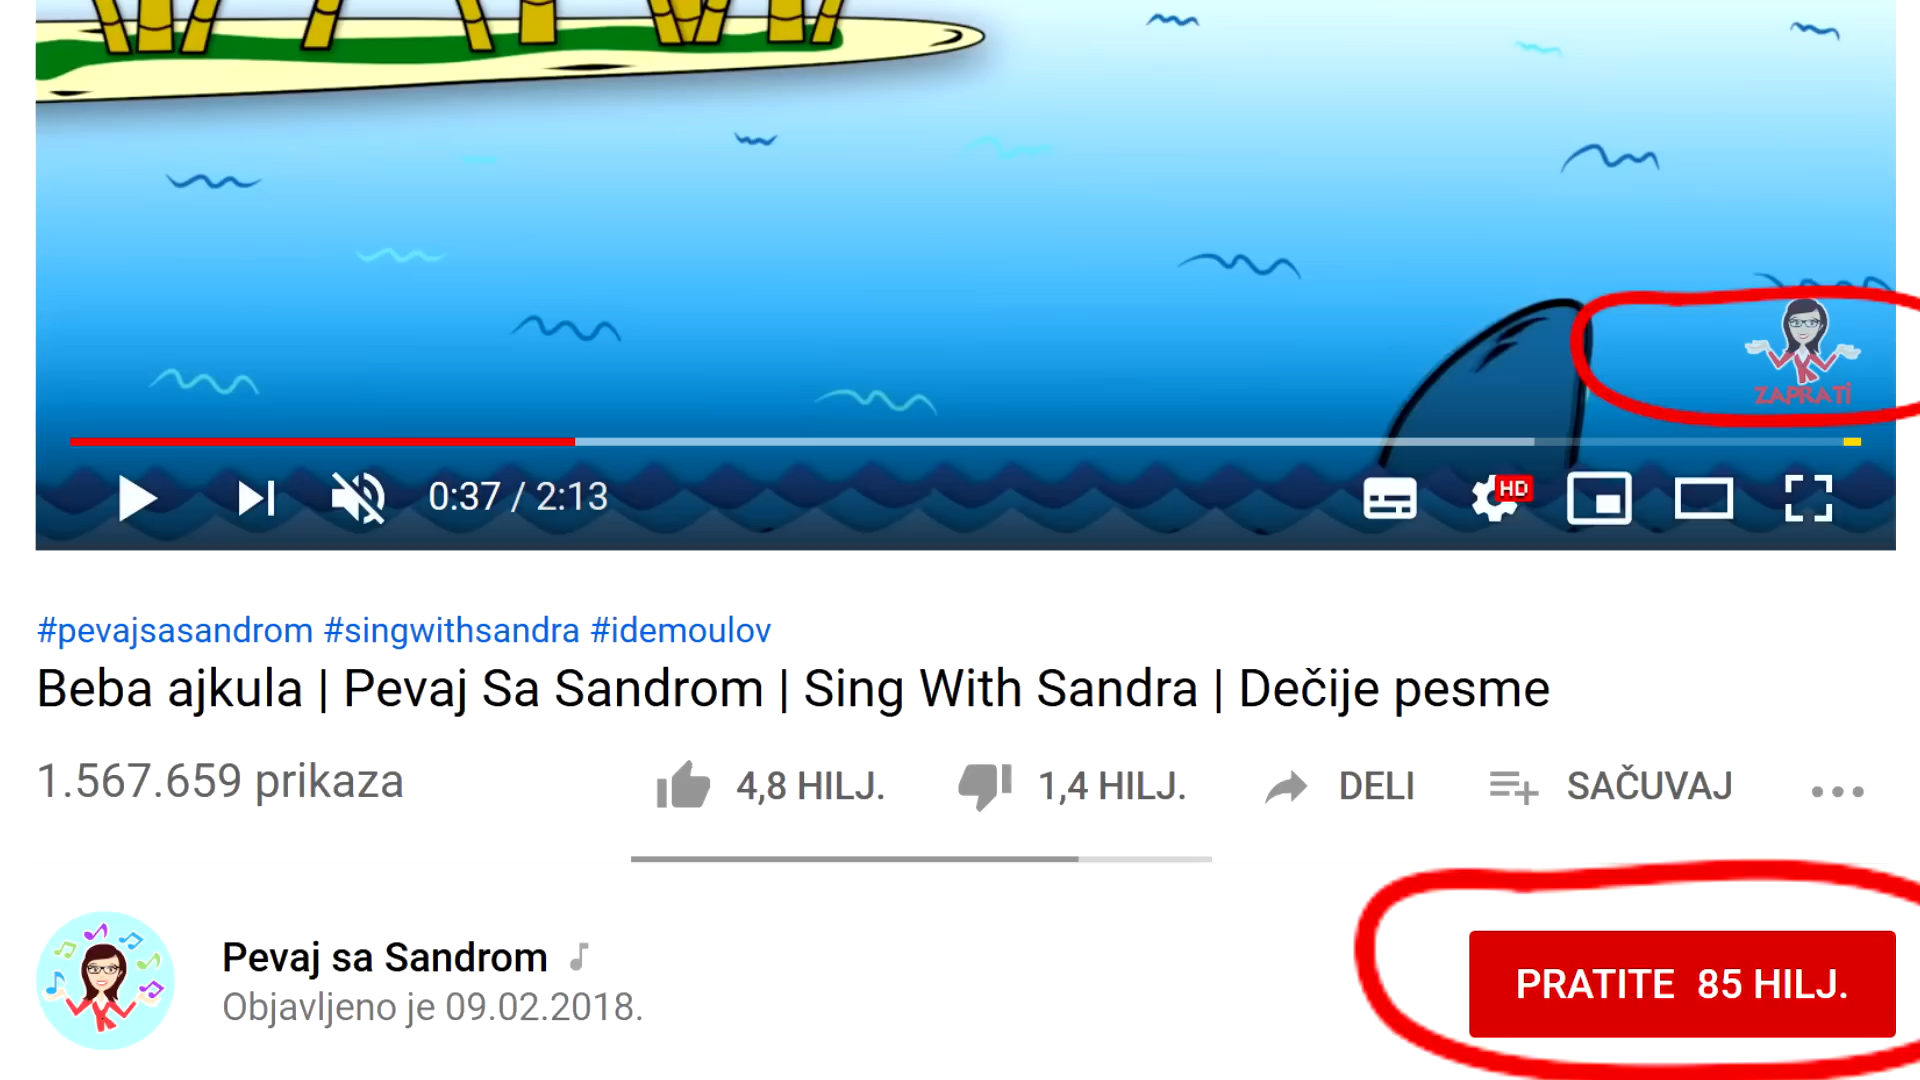 ZAPRATI
0:37 / 2:13
HD
#pevajsasandrom #singwithsandra #idemoulov
Beba ajkula | Pevaj Sa Sandrom | Sing With Sandra | Dečije pesme
1.567.659 prikaza 4,8 HILJ. 1,4 HILJ. DELI SAČUVAJ
Pevaj sa Sandrom
Objavljeno je 09.02.2018.
PRATITE 85 HILJ.